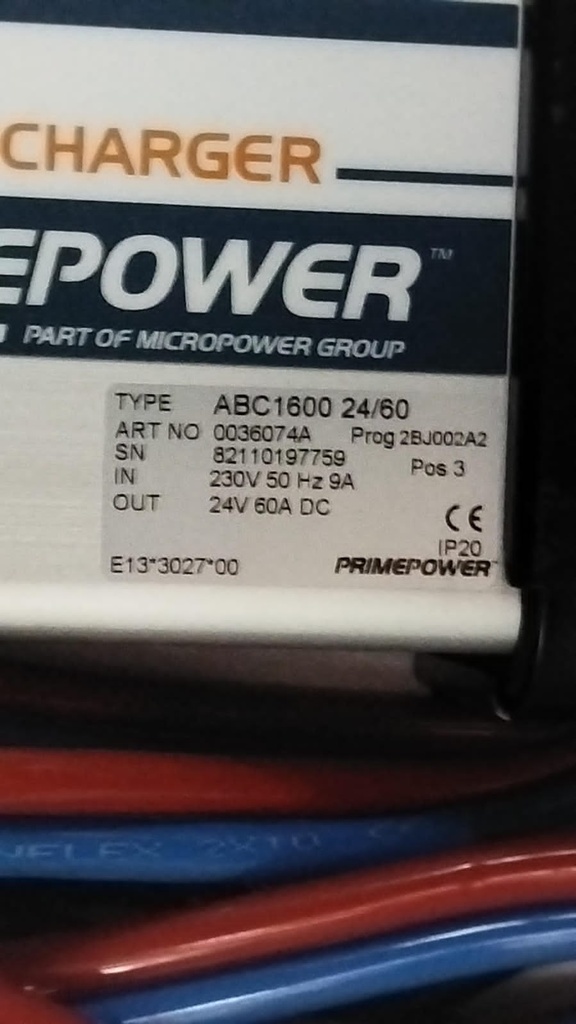 CHARGER
EPOWER™
PART OF MICROPOWER GROUP
TYPE ABC1600 24/60
ART NO 0036074A Prog 2BJ002A2
SN 82110197759 Pos 3
IN 230V 50 Hz 9A
OUT 24V 60A DC
CE
IP20
E13*3027*00 PRIMEPOWER™
2X10